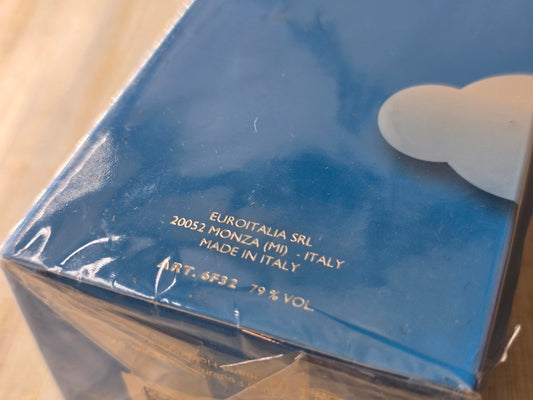 EUROITALIA SRL
20052 MONZA (MI) - ITALY
MADE IN ITALY
ART. 6F32 79 % VOL.